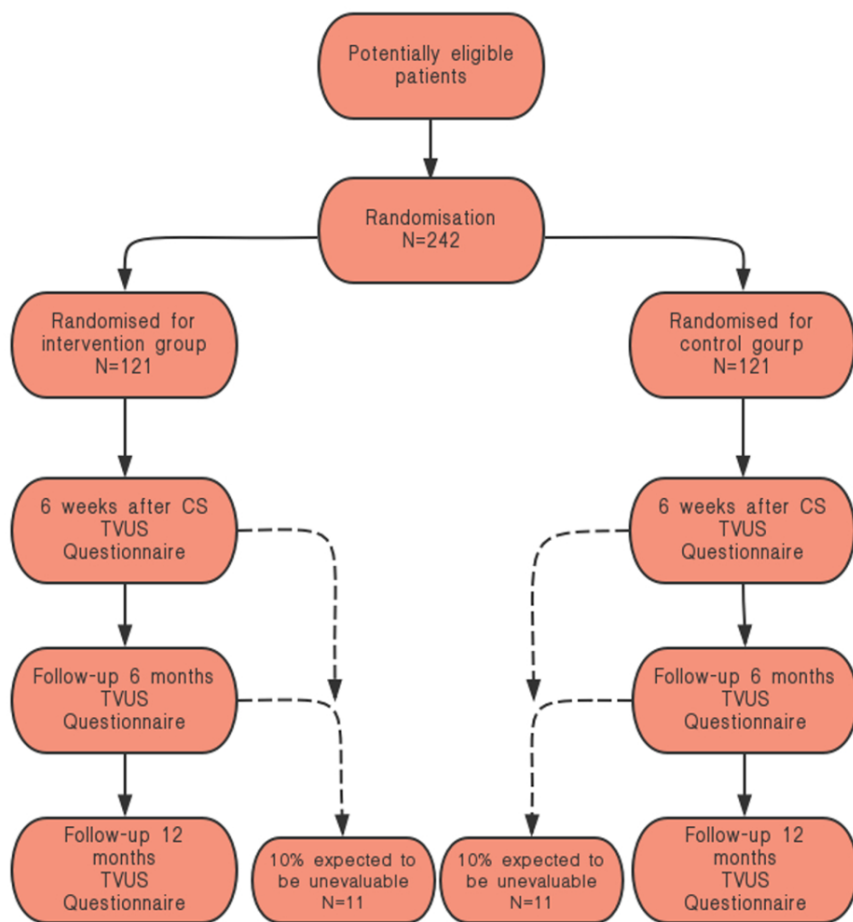 Potentially eligible
patients
Randomisation
N=242
Randomised for
intervention group
N=121
Randomised for
control gourp
N=121
6 weeks after CS
TVUS
Questionnaire
6 weeks after CS
TVUS
Questionnaire
Follow-up 6 months
TVUS
Questionnaire
Follow-up 6 months
TVUS
Questionnaire
Follow-up 12
months
TVUS
Questionnaire
10% expected to
be unevaluable
N=11
10% expected to
be unevaluable
N=11
Follow-up 12
months
TVUS
Questionnaire